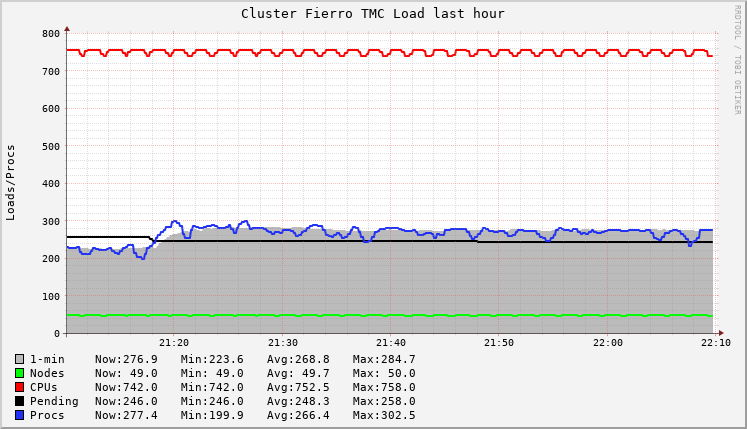 Cluster Fierro TMC Load last hour
RRDTOOL / TOBI OETIKER
Loads/Procs
800
700
600
500
400
300
200
100
0
21:20 21:30 21:40 21:50 22:00 22:10
1-min Now:276.9 Min:223.6 Avg:268.8 Max:284.7
Nodes Now: 49.0 Min: 49.0 Avg: 49.7 Max: 50.0
CPUs Now:742.0 Min:742.0 Avg:752.5 Max:758.0
Pending Now:246.0 Min:246.0 Avg:248.3 Max:258.0
Procs Now:277.4 Min:199.9 Avg:266.4 Max:302.5